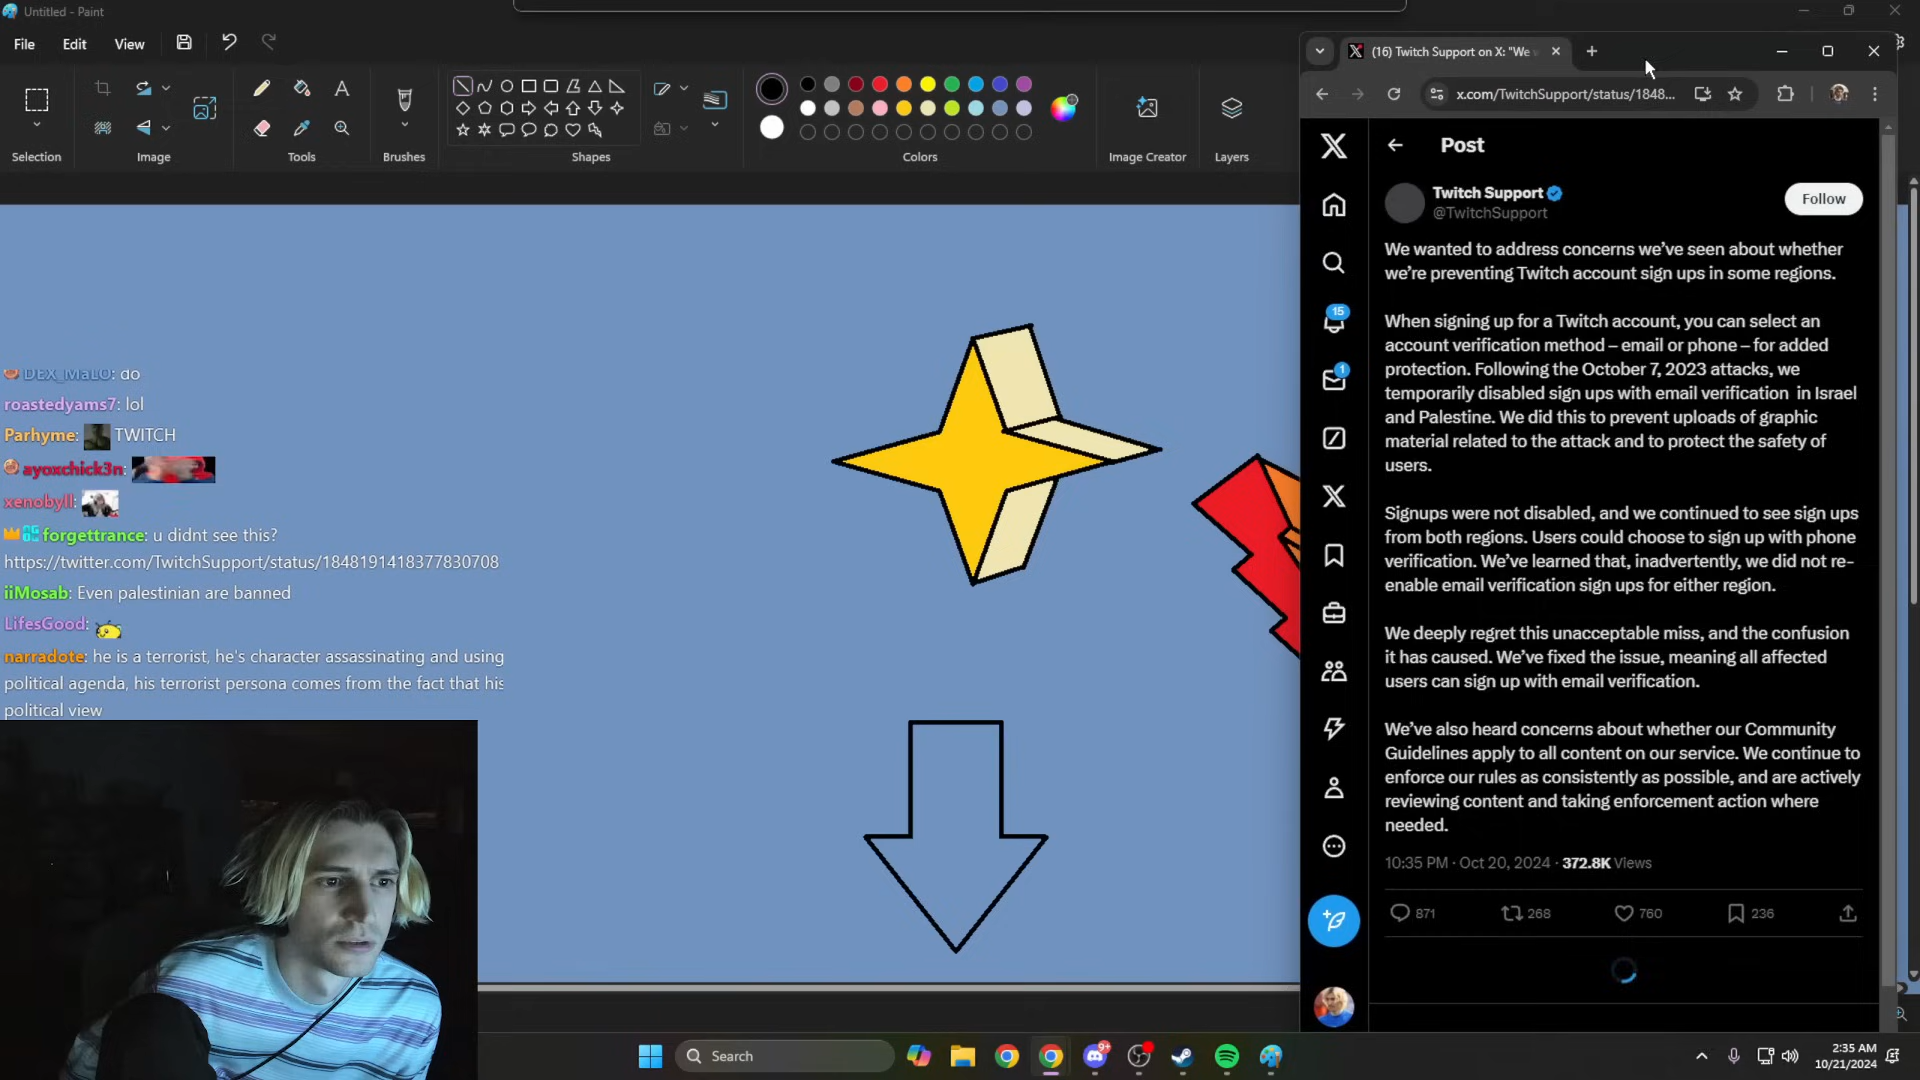 Untitled - Paint
File Edit View
Selection
Image
Tools
Brushes
Shapes
Colors
Image Creator
Layers
(16) Twitch Support on X: "We w
x.com/TwitchSupport/status/1848...
Post
Twitch Support
@TwitchSupport
Follow
We wanted to address concerns we’ve seen about whether
we’re preventing Twitch account sign ups in some regions.
When signing up for a Twitch account, you can select an
account verification method – email or phone – for added
protection. Following the October 7, 2023 attacks, we
temporarily disabled sign ups with email verification in Israel
and Palestine. We did this to prevent uploads of graphic
material related to the attack and to protect the safety of
users.
Signups were not disabled, and we continued to see sign ups
from both regions. Users could choose to sign up with phone
verification. We’ve learned that, inadvertently, we did not re-
enable email verification sign ups for either region.
We deeply regret this unacceptable miss, and the confusion
it has caused. We’ve fixed the issue, meaning all affected
users can sign up with email verification.
We’ve also heard concerns about whether our Community
Guidelines apply to all content on our service. We continue to
enforce our rules as consistently as possible, and are actively
reviewing content and taking enforcement action where
needed.
10:35 PM · Oct 20, 2024 · 372.8K Views
871 268 760 236
15
1
DEX_MaLO: do
roastedyams7: lol
Parhyme: TWITCH
ayoxchick3n:
xenobyll:
forgettrance: u didnt see this?
https://twitter.com/TwitchSupport/status/1848191418377830708
iiMosab: Even palestinian are banned
LifesGood:
narradote: he is a terrorist, he's character assassinating and using
political agenda, his terrorist persona comes from the fact that his
political view
Search
9+
2:35 AM
10/21/2024